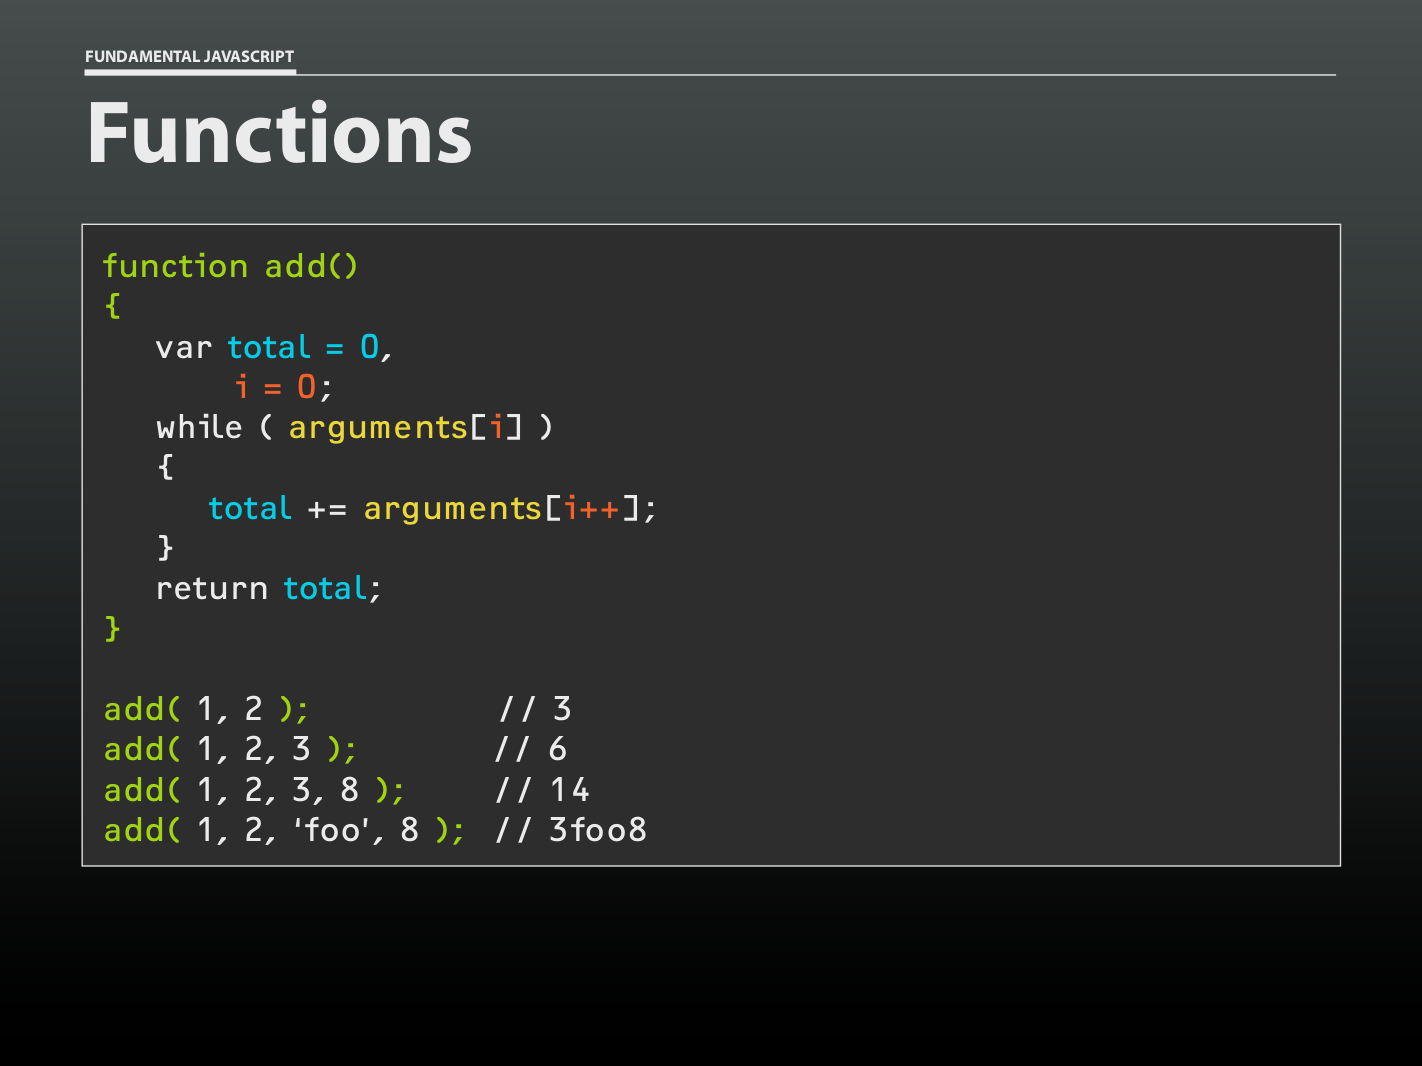 FUNDAMENTAL JAVASCRIPT
Functions
function add()
{
var total = 0,
i = 0;
while ( arguments[i] )
{
total += arguments[i++];
}
return total;
}
add( 1, 2 ); // 3
add( 1, 2, 3 ); // 6
add( 1, 2, 3, 8 ); // 14
add( 1, 2, 'foo', 8 ); // 3foo8